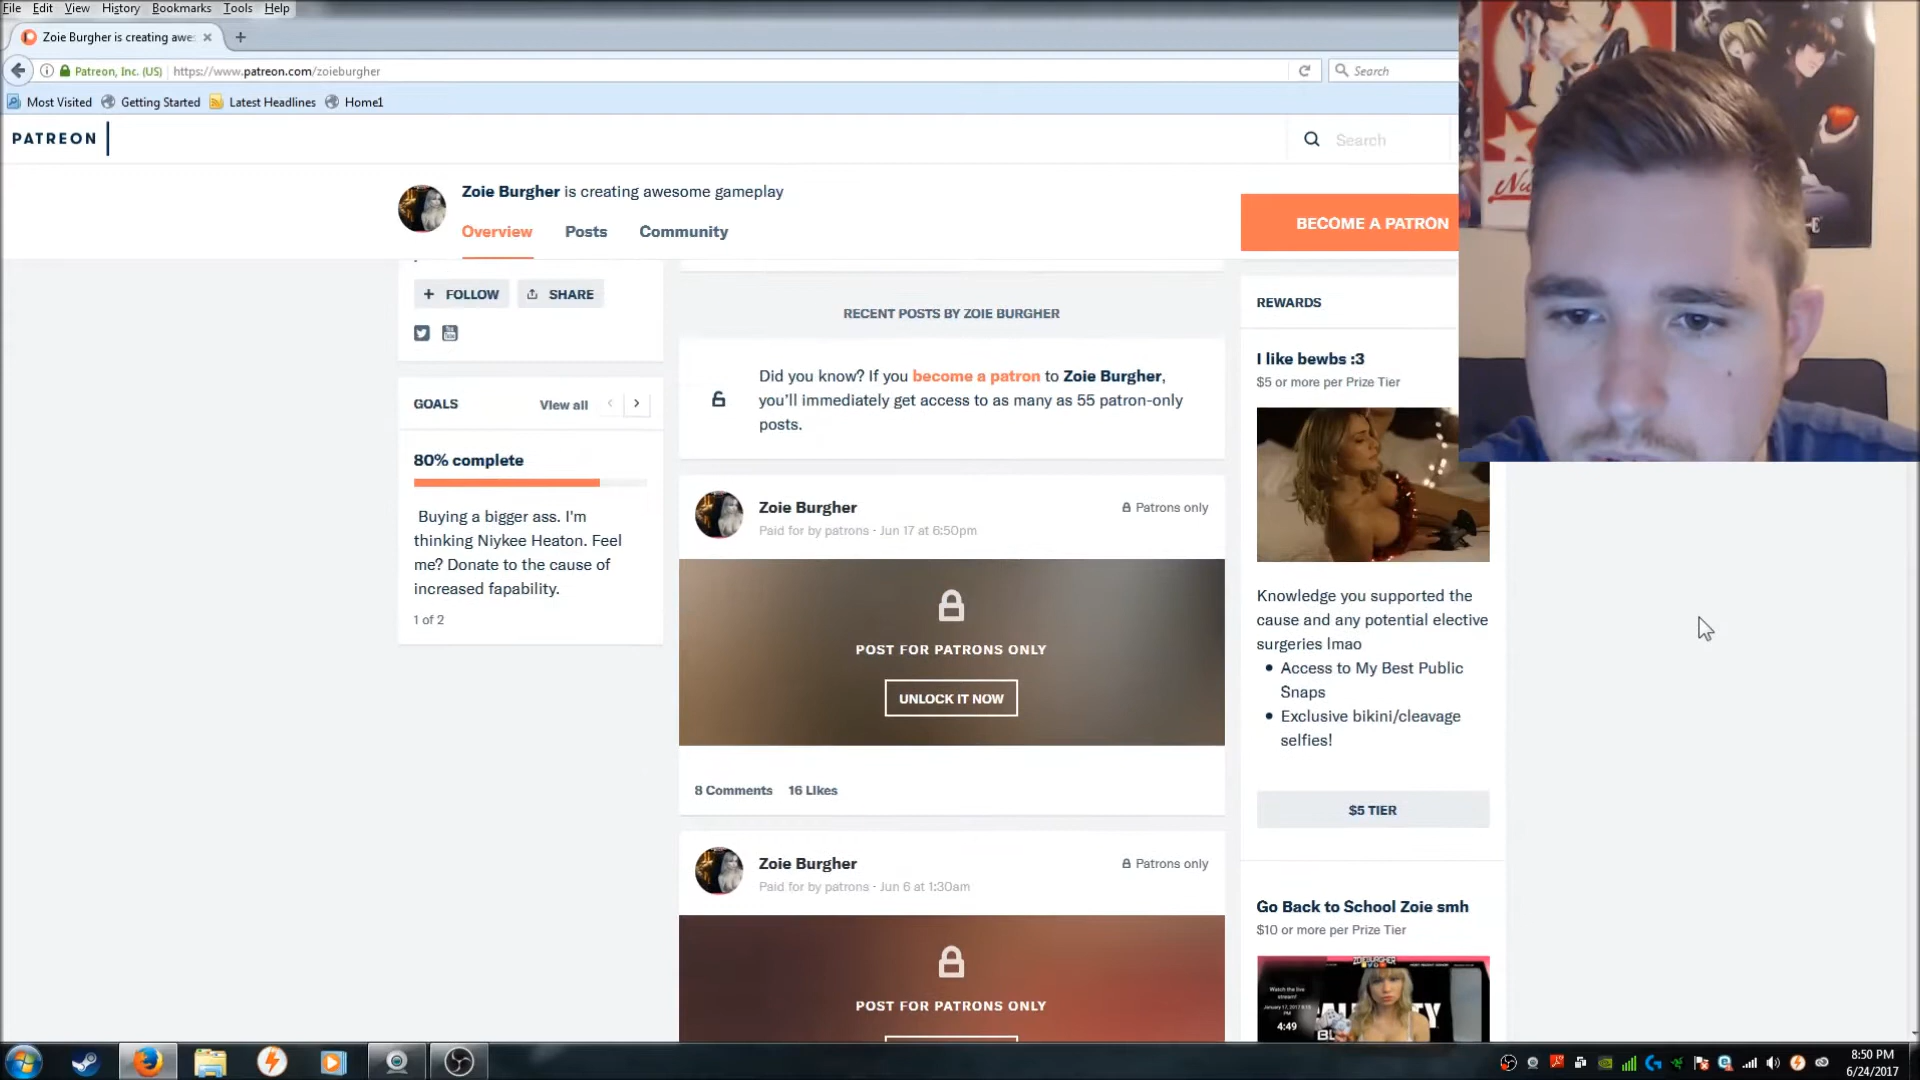 File Edit View History Bookmarks Tools Help
Zoie Burgher is creating awe
Patreon, Inc. (US) https://www.patreon.com/zoieburgher
Search
Most Visited Getting Started Latest Headlines Home1
PATREON
Search
Zoie Burgher is creating awesome gameplay
Overview Posts Community
BECOME A PATRON
+ FOLLOW SHARE
GOALS View all
80% complete
Buying a bigger ass. I'm
thinking Niykee Heaton. Feel
me? Donate to the cause of
increased fapability.
1 of 2
RECENT POSTS BY ZOIE BURGHER
Did you know? If you become a patron to Zoie Burgher,
you'll immediately get access to as many as 55 patron-only
posts.
Zoie Burgher Patrons only
Paid for by patrons - Jun 17 at 6:50pm
POST FOR PATRONS ONLY
UNLOCK IT NOW
8 Comments 16 Likes
Zoie Burgher Patrons only
Paid for by patrons - Jun 6 at 1:30am
POST FOR PATRONS ONLY
REWARDS
I like bewbs :3
$5 or more per Prize Tier
Knowledge you supported the
cause and any potential elective
surgeries lmao
• Access to My Best Public
Snaps
• Exclusive bikini/cleavage
selfies!
$5 TIER
Go Back to School Zoie smh
$10 or more per Prize Tier
ZOIEBURGHER
Watch the live
stream!
4:49
8:50 PM
6/24/2017